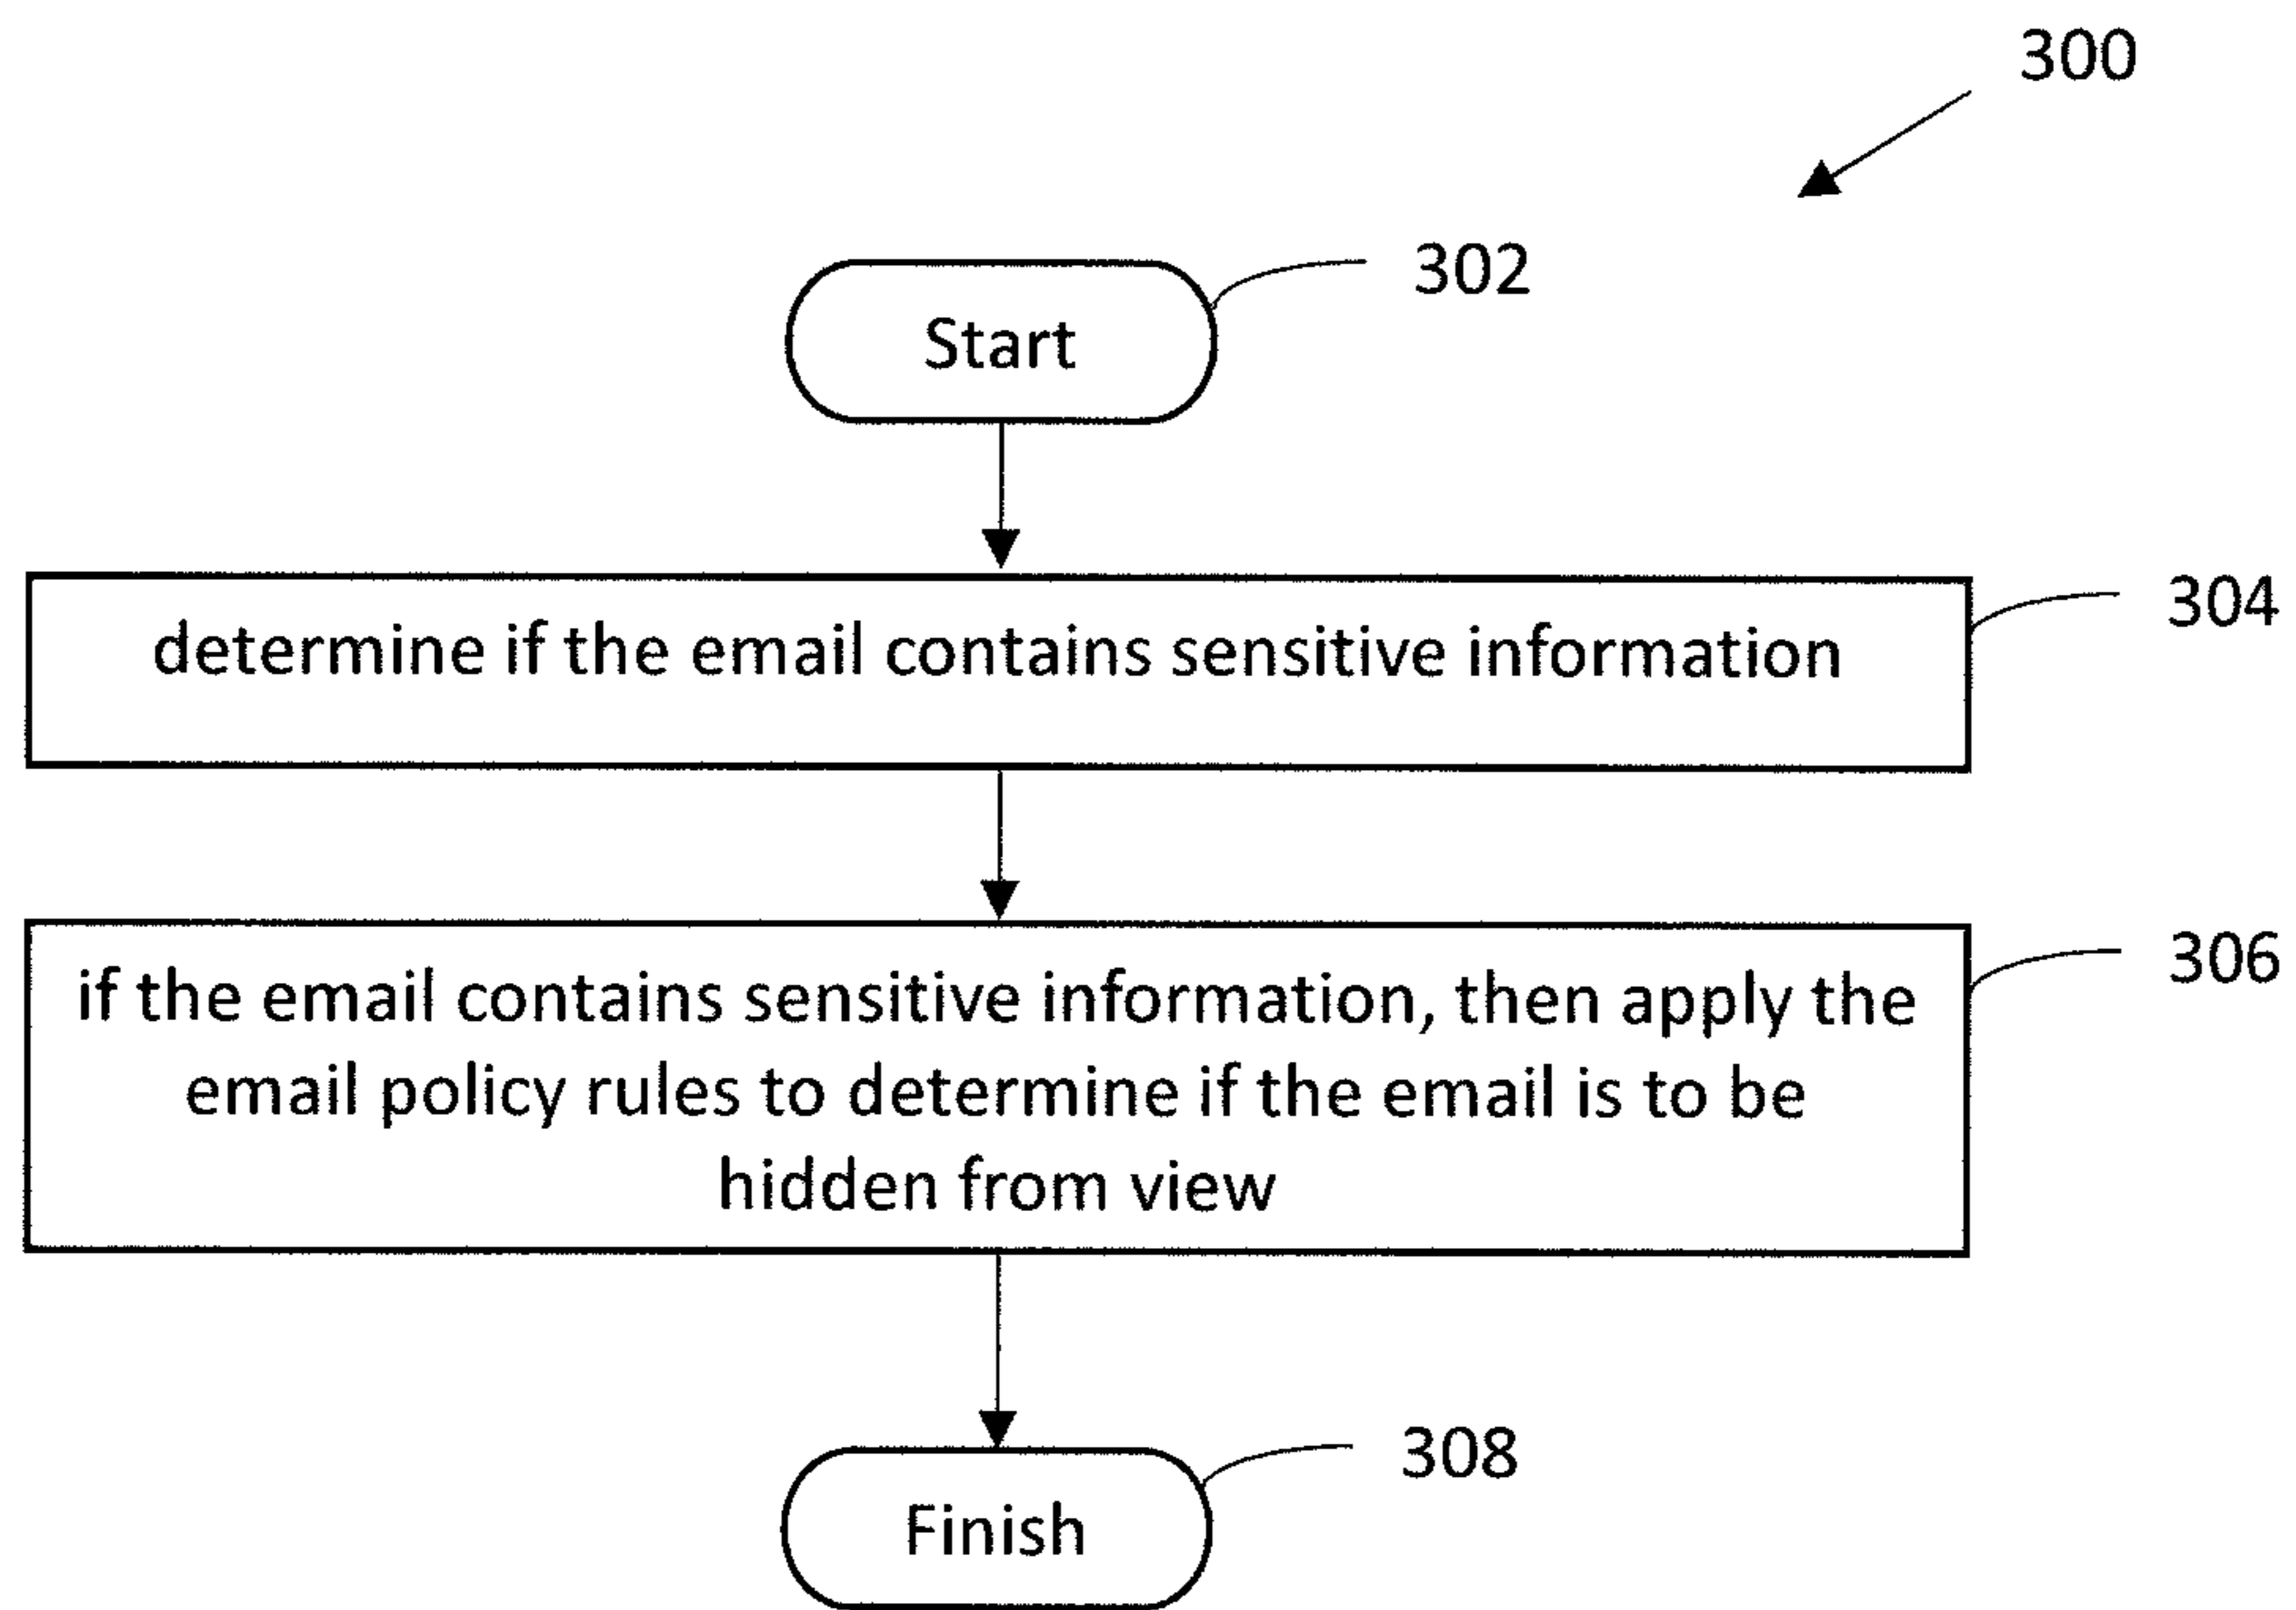 300
302
Start
304
determine if the email contains sensitive information
306
if the email contains sensitive information, then apply the
email policy rules to determine if the email is to be
hidden from view
308
Finish